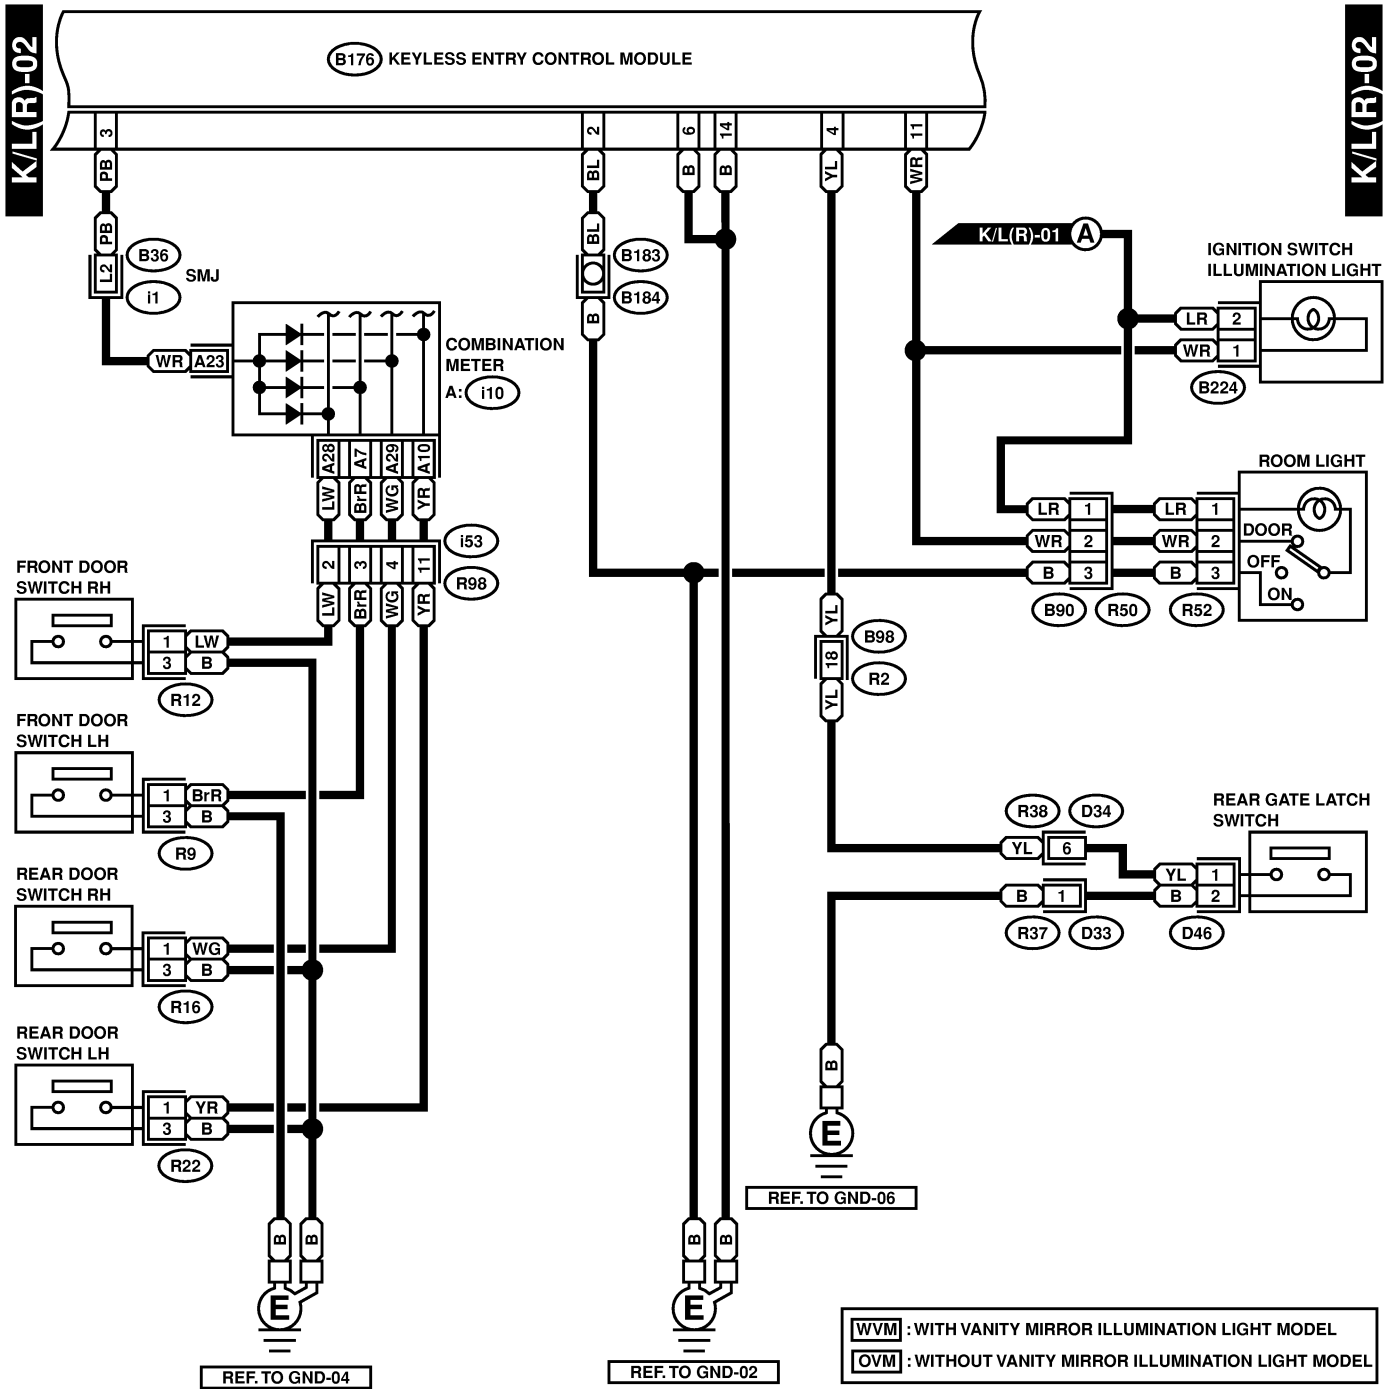 K/L(R)-02
K/L(R)-02
B176 KEYLESS ENTRY CONTROL MODULE
3 2 6 14 4 11
PB BL B B YL WR
PB BL
K/L(R)-01 A
B36
L2 SMJ
i1
B183
B184
B
IGNITION SWITCH
ILLUMINATION LIGHT
LR 2
WR 1
B224
WR A23
COMBINATION
METER
A: i10
A28 A7 A29 A10
LW BrR WG YR
i53
2 3 4 11
R98
LW BrR WG YR
ROOM LIGHT
LR 1 LR 1
WR 2 WR 2
B 3 B 3
DOOR
OFF
ON
B90 R50 R52
FRONT DOOR
SWITCH RH
1 LW
3 B
R12
YL
B98
18
R2
YL
FRONT DOOR
SWITCH LH
1 BrR
3 B
R9
REAR GATE LATCH
SWITCH
R38 D34
YL 6
YL 1
B 1
B 2
R37 D33 D46
REAR DOOR
SWITCH RH
1 WG
3 B
R16
REAR DOOR
SWITCH LH
1 YR
3 B
R22
B
E
REF. TO GND-06
B B
E
REF. TO GND-04
B B
E
REF. TO GND-02
WVM : WITH VANITY MIRROR ILLUMINATION LIGHT MODEL
OVM : WITHOUT VANITY MIRROR ILLUMINATION LIGHT MODEL